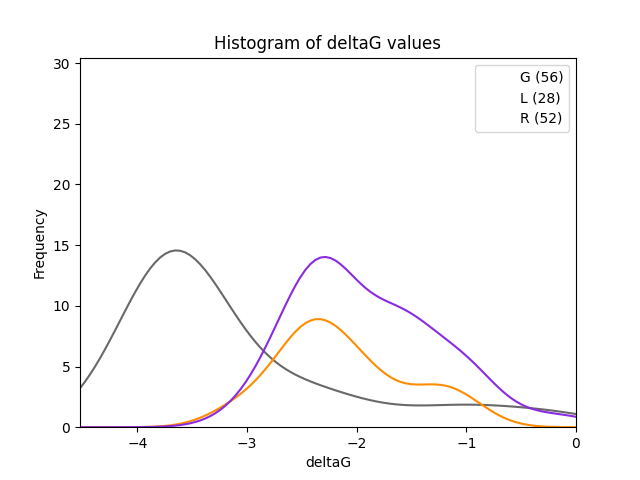 Histogram of deltaG values
G (56)
L (28)
R (52)
Frequency
30
25
20
15
10
5
0
−4
−3
−2
−1
0
deltaG